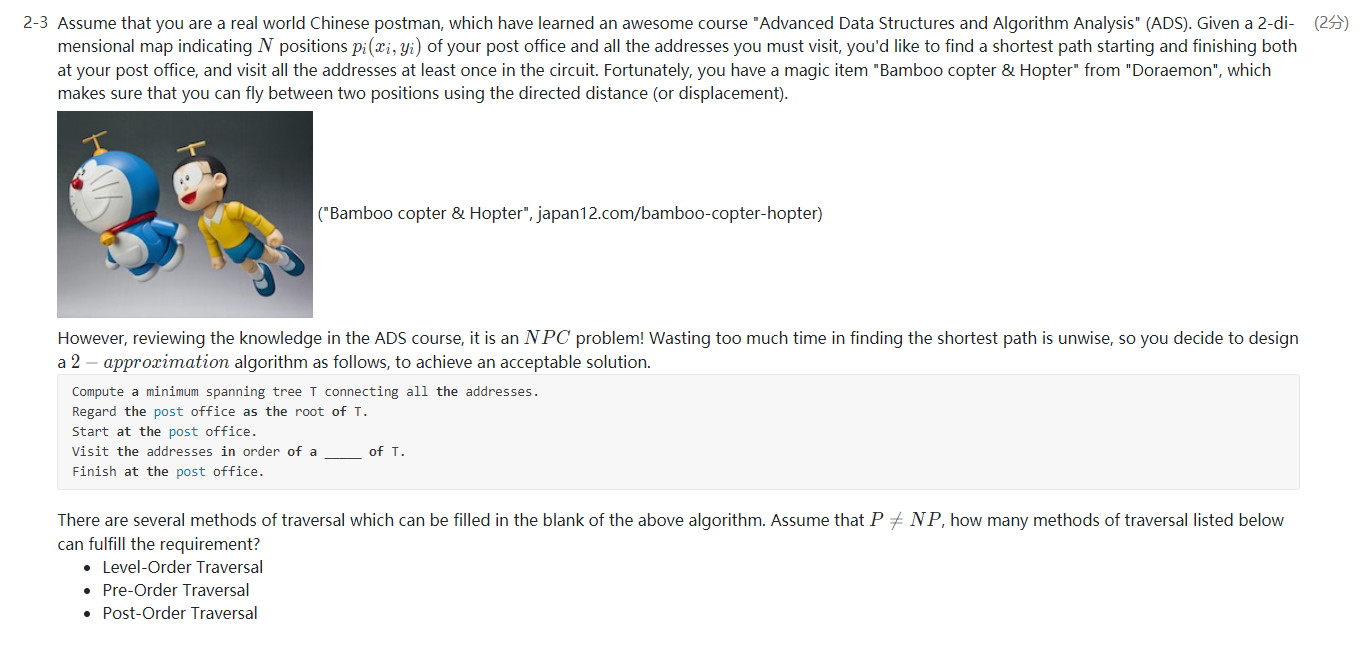 2-3 Assume that you are a real world Chinese postman, which have learned an awesome course "Advanced Data Structures and Algorithm Analysis" (ADS). Given a 2-di- (2分)
mensional map indicating N positions pᵢ(xᵢ, yᵢ) of your post office and all the addresses you must visit, you'd like to find a shortest path starting and finishing both
at your post office, and visit all the addresses at least once in the circuit. Fortunately, you have a magic item "Bamboo copter & Hopter" from "Doraemon", which
makes sure that you can fly between two positions using the directed distance (or displacement).
("Bamboo copter & Hopter", japan12.com/bamboo-copter-hopter)
However, reviewing the knowledge in the ADS course, it is an NPC problem! Wasting too much time in finding the shortest path is unwise, so you decide to design
a 2 − approximation algorithm as follows, to achieve an acceptable solution.
Compute a minimum spanning tree T connecting all the addresses.
Regard the post office as the root of T.
Start at the post office.
Visit the addresses in order of a _____ of T.
Finish at the post office.
There are several methods of traversal which can be filled in the blank of the above algorithm. Assume that P ≠ NP, how many methods of traversal listed below
can fulfill the requirement?
• Level-Order Traversal
• Pre-Order Traversal
• Post-Order Traversal